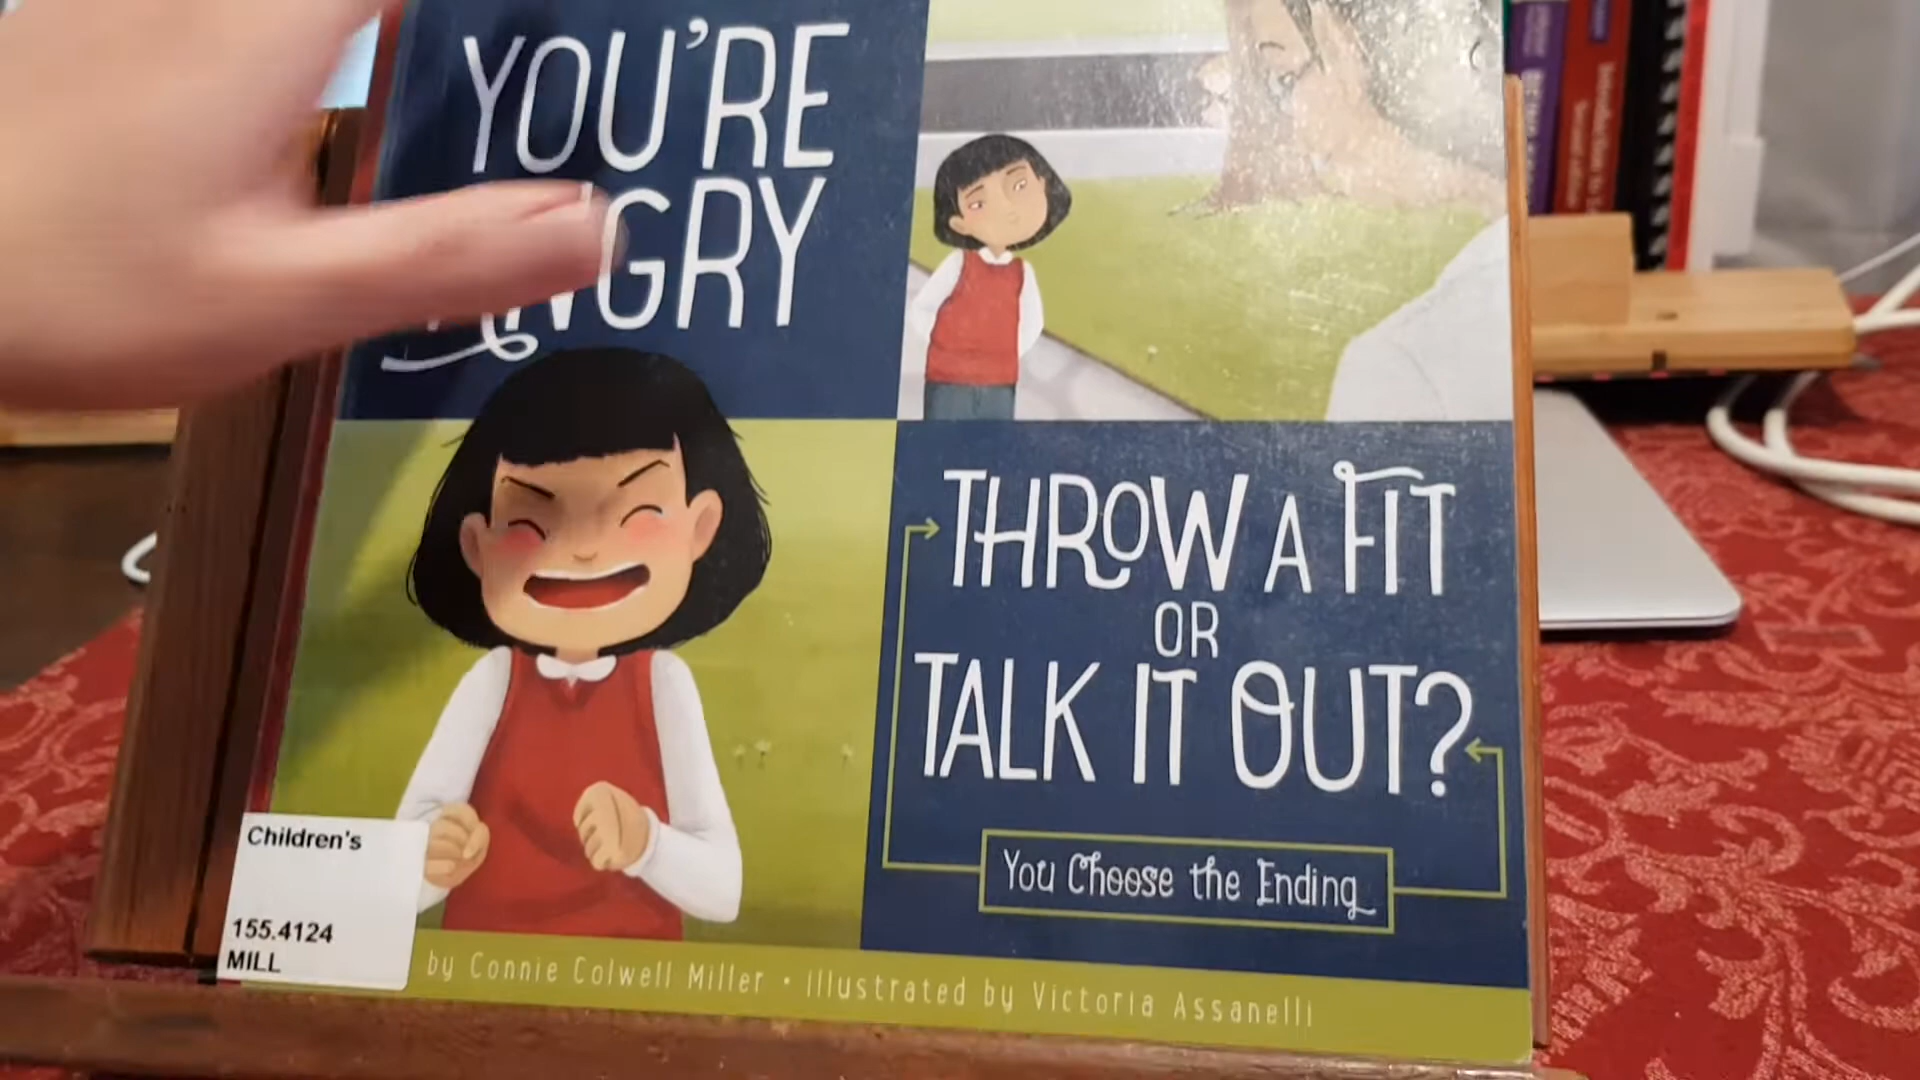 YOU'RE
ANGRY
THROW A FIT
OR
TALK IT OUT?
You Choose the Ending
Children's
155.4124
MILL
by Connie Colwell Miller • illustrated by Victoria Assanelli